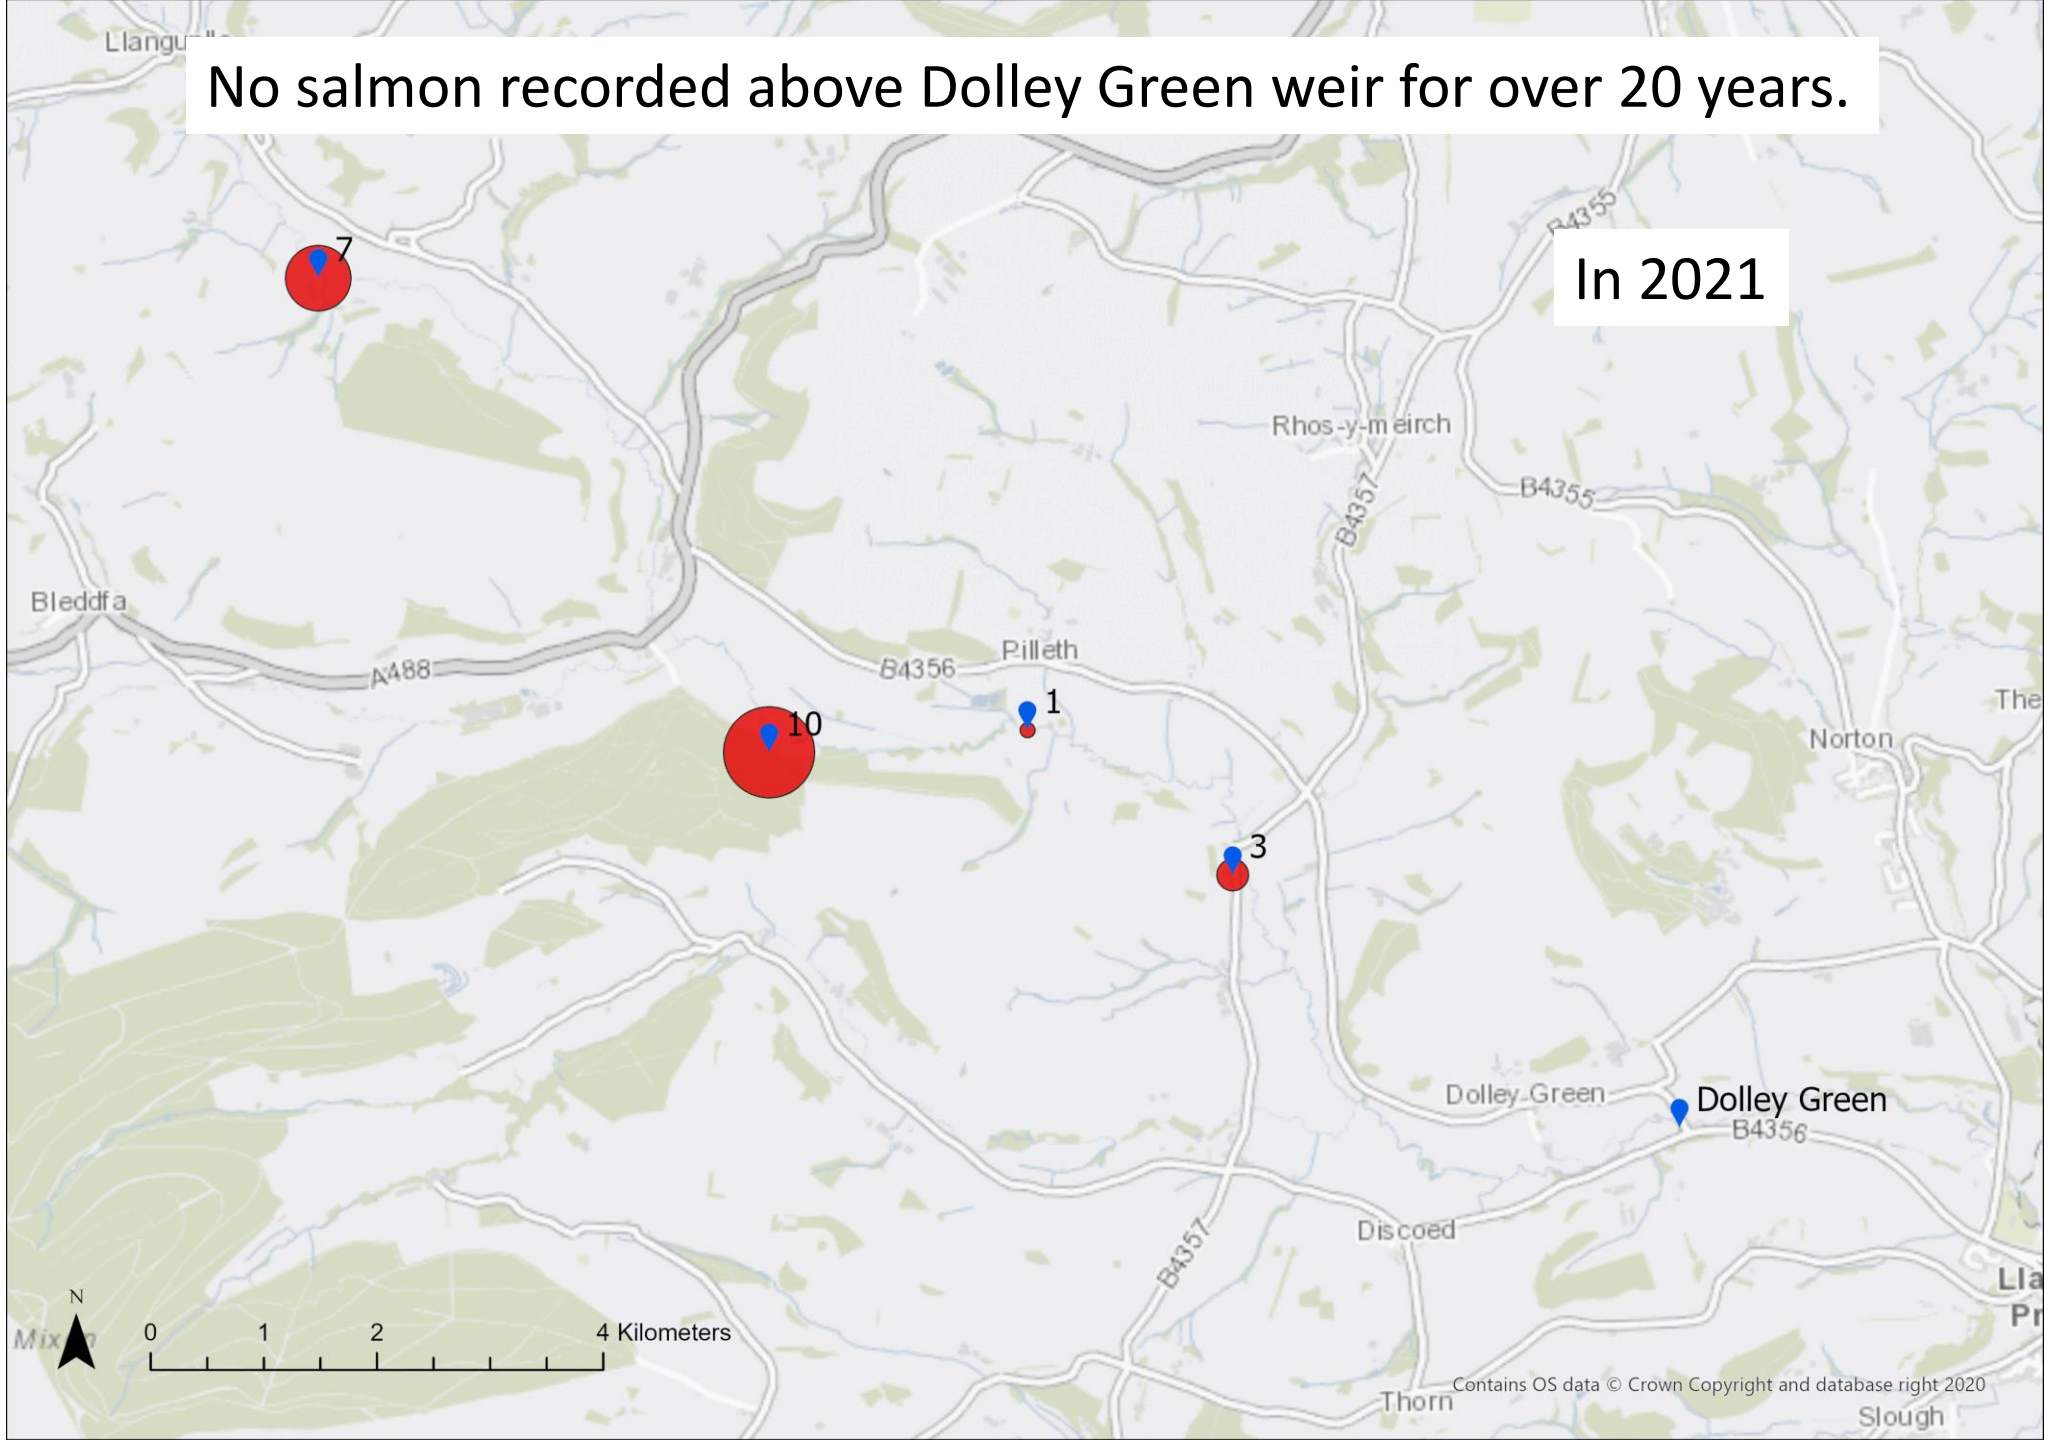 No salmon recorded above Dolley Green weir for over 20 years.
B4355
7
In 2021
Rhos-y-meirch
B4355
B4357
Bleddfa
Pilleth
B4356
A488
The
1
10
Norton
3
Dolley Green
Dolley Green
B4356
Discoed
B4357
Lla
Pr
N
0 1 2 4 Kilometers
Contains OS data © Crown Copyright and database right 2020
Thorn
Slough